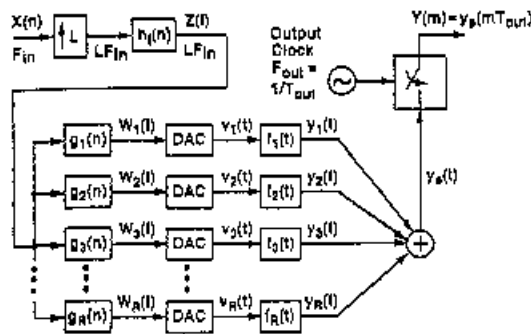 X(n) L h_I(n) Z(l)
F_in LF_in LF_in
Output
Clock
F_out =
1/T_out
Y(m)=y_s(mT_out)
g_1(n) W_1(l) DAC v_1(t) f_1(t) y_1(t)
g_2(n) W_2(l) DAC v_2(t) f_2(t) y_2(t)
y_s(t)
g_3(n) W_3(l) DAC v_3(t) f_3(t) y_3(t)
+
g_R(n) W_R(l) DAC v_R(t) f_R(t) y_R(t)